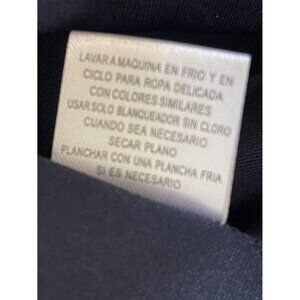 LAVAR A MAQUINA EN FRIO Y EN
CICLO PARA ROPA DELICADA
CON COLORES SIMILARES
USAR SOLO BLANQUEADOR SIN CLORO
CUANDO SEA NECESARIO
SECAR PLANO
PLANCHAR CON UNA PLANCHA FRIA
SI ES NECESARIO